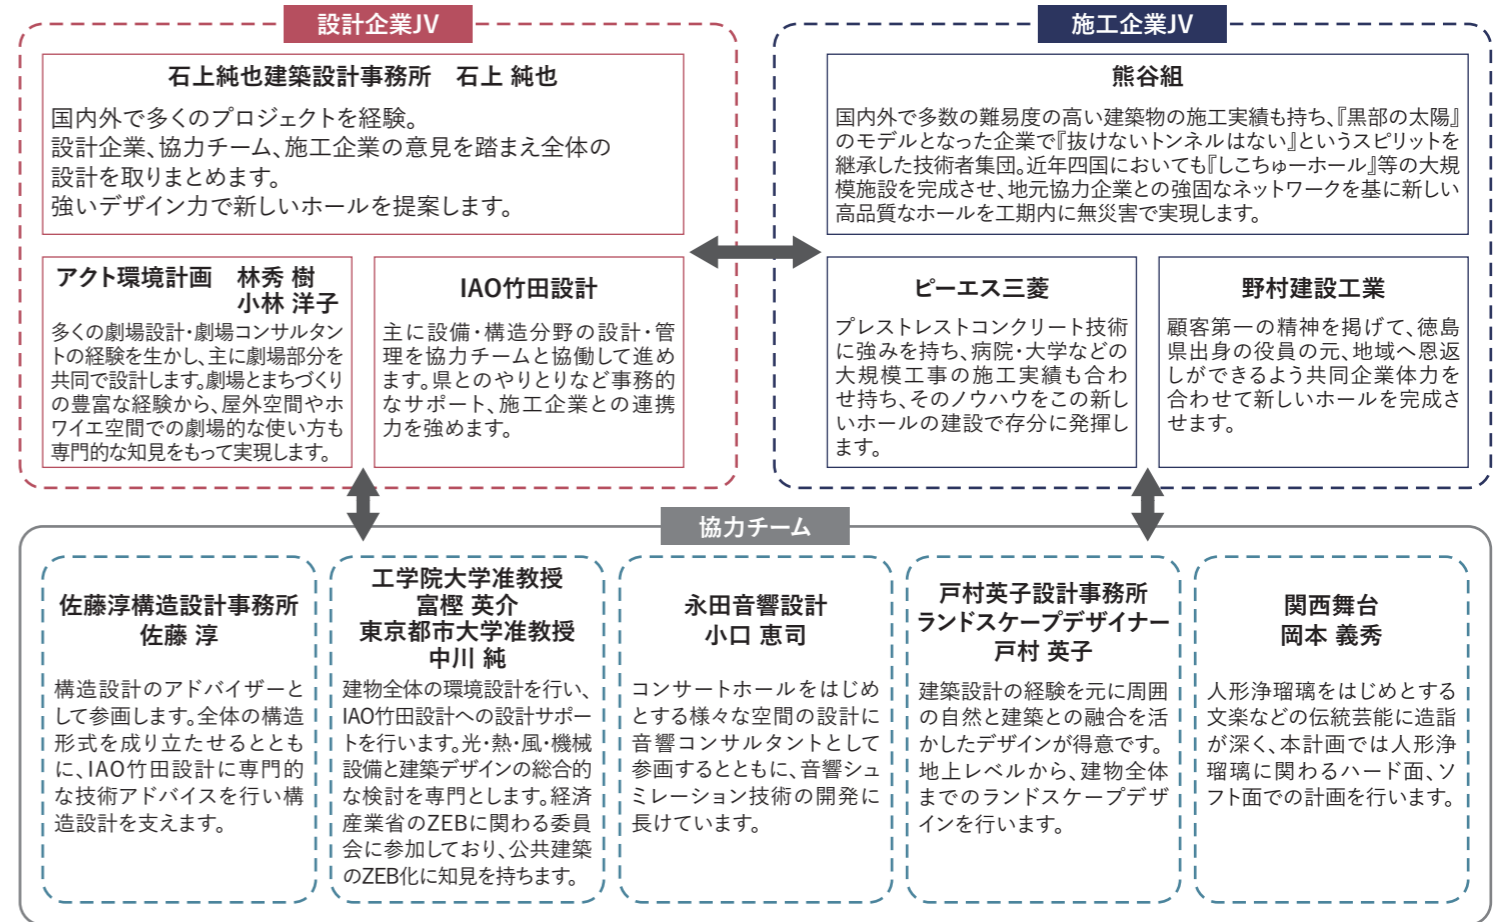 設計企業JV
石上純也建築設計事務所　石上 純也
国内外で多くのプロジェクトを経験。
設計企業、協力チーム、施工企業の意見を踏まえ全体の
設計を取りまとめます。
強いデザイン力で新しいホールを提案します。
アクト環境計画　林秀 樹
小林 洋子
多くの劇場設計・劇場コンサルタン
トの経験を生かし、主に劇場部分を
共同で設計します。劇場とまちづくり
の豊富な経験から、屋外空間やホ
ワイエ空間での劇場的な使い方も
専門的な知見をもって実現します。
IAO竹田設計
主に設備・構造分野の設計・管
理を協力チームと協働して進め
ます。県とのやりとりなど事務的
なサポート、施工企業との連携
力を強めます。
施工企業JV
熊谷組
国内外で多数の難易度の高い建築物の施工実績も持ち、『黒部の太陽』
のモデルとなった企業で『抜けないトンネルはない』というスピリットを
継承した技術者集団。近年四国においても『しこちゅーホール』等の大規
模施設を完成させ、地元協力企業との強固なネットワークを基に新しい
高品質なホールを工期内に無災害で実現します。
ピーエス三菱
プレストレストコンクリート技術
に強みを持ち、病院・大学などの
大規模工事の施工実績も合わ
せ持ち、そのノウハウをこの新し
いホールの建設で存分に発揮し
ます。
野村建設工業
顧客第一の精神を掲げて、徳島
県出身の役員の元、地域へ恩返
しができるよう共同企業体力を
合わせて新しいホールを完成さ
せます。
協力チーム
佐藤淳構造設計事務所
佐藤 淳
構造設計のアドバイザーと
して参画します。全体の構造
形式を成り立たせるととも
に、IAO竹田設計に専門的
な技術アドバイスを行い構
造設計を支えます。
工学院大学准教授
富樫 英介
東京都市大学准教授
中川 純
建物全体の環境設計を行い、
IAO竹田設計への設計サポー
トを行います。光・熱・風・機械
設備と建築デザインの総合的
な検討を専門とします。経済
産業省のZEBに関わる委員
会に参加しており、公共建築
のZEB化に知見を持ちます。
永田音響設計
小口 恵司
コンサートホールをはじめ
とする様々な空間の設計に
音響コンサルタントとして
参画するとともに、音響シュ
ミレーション技術の開発に
長けています。
戸村英子設計事務所
ランドスケープデザイナー
戸村 英子
建築設計の経験を元に周囲
の自然と建築との融合を活
かしたデザインが得意です。
地上レベルから、建物全体
までのランドスケープデザ
インを行います。
関西舞台
岡本 義秀
人形浄瑠璃をはじめとする
文楽などの伝統芸能に造詣
が深く、本計画では人形浄
瑠璃に関わるハード面、ソ
フト面での計画を行います。